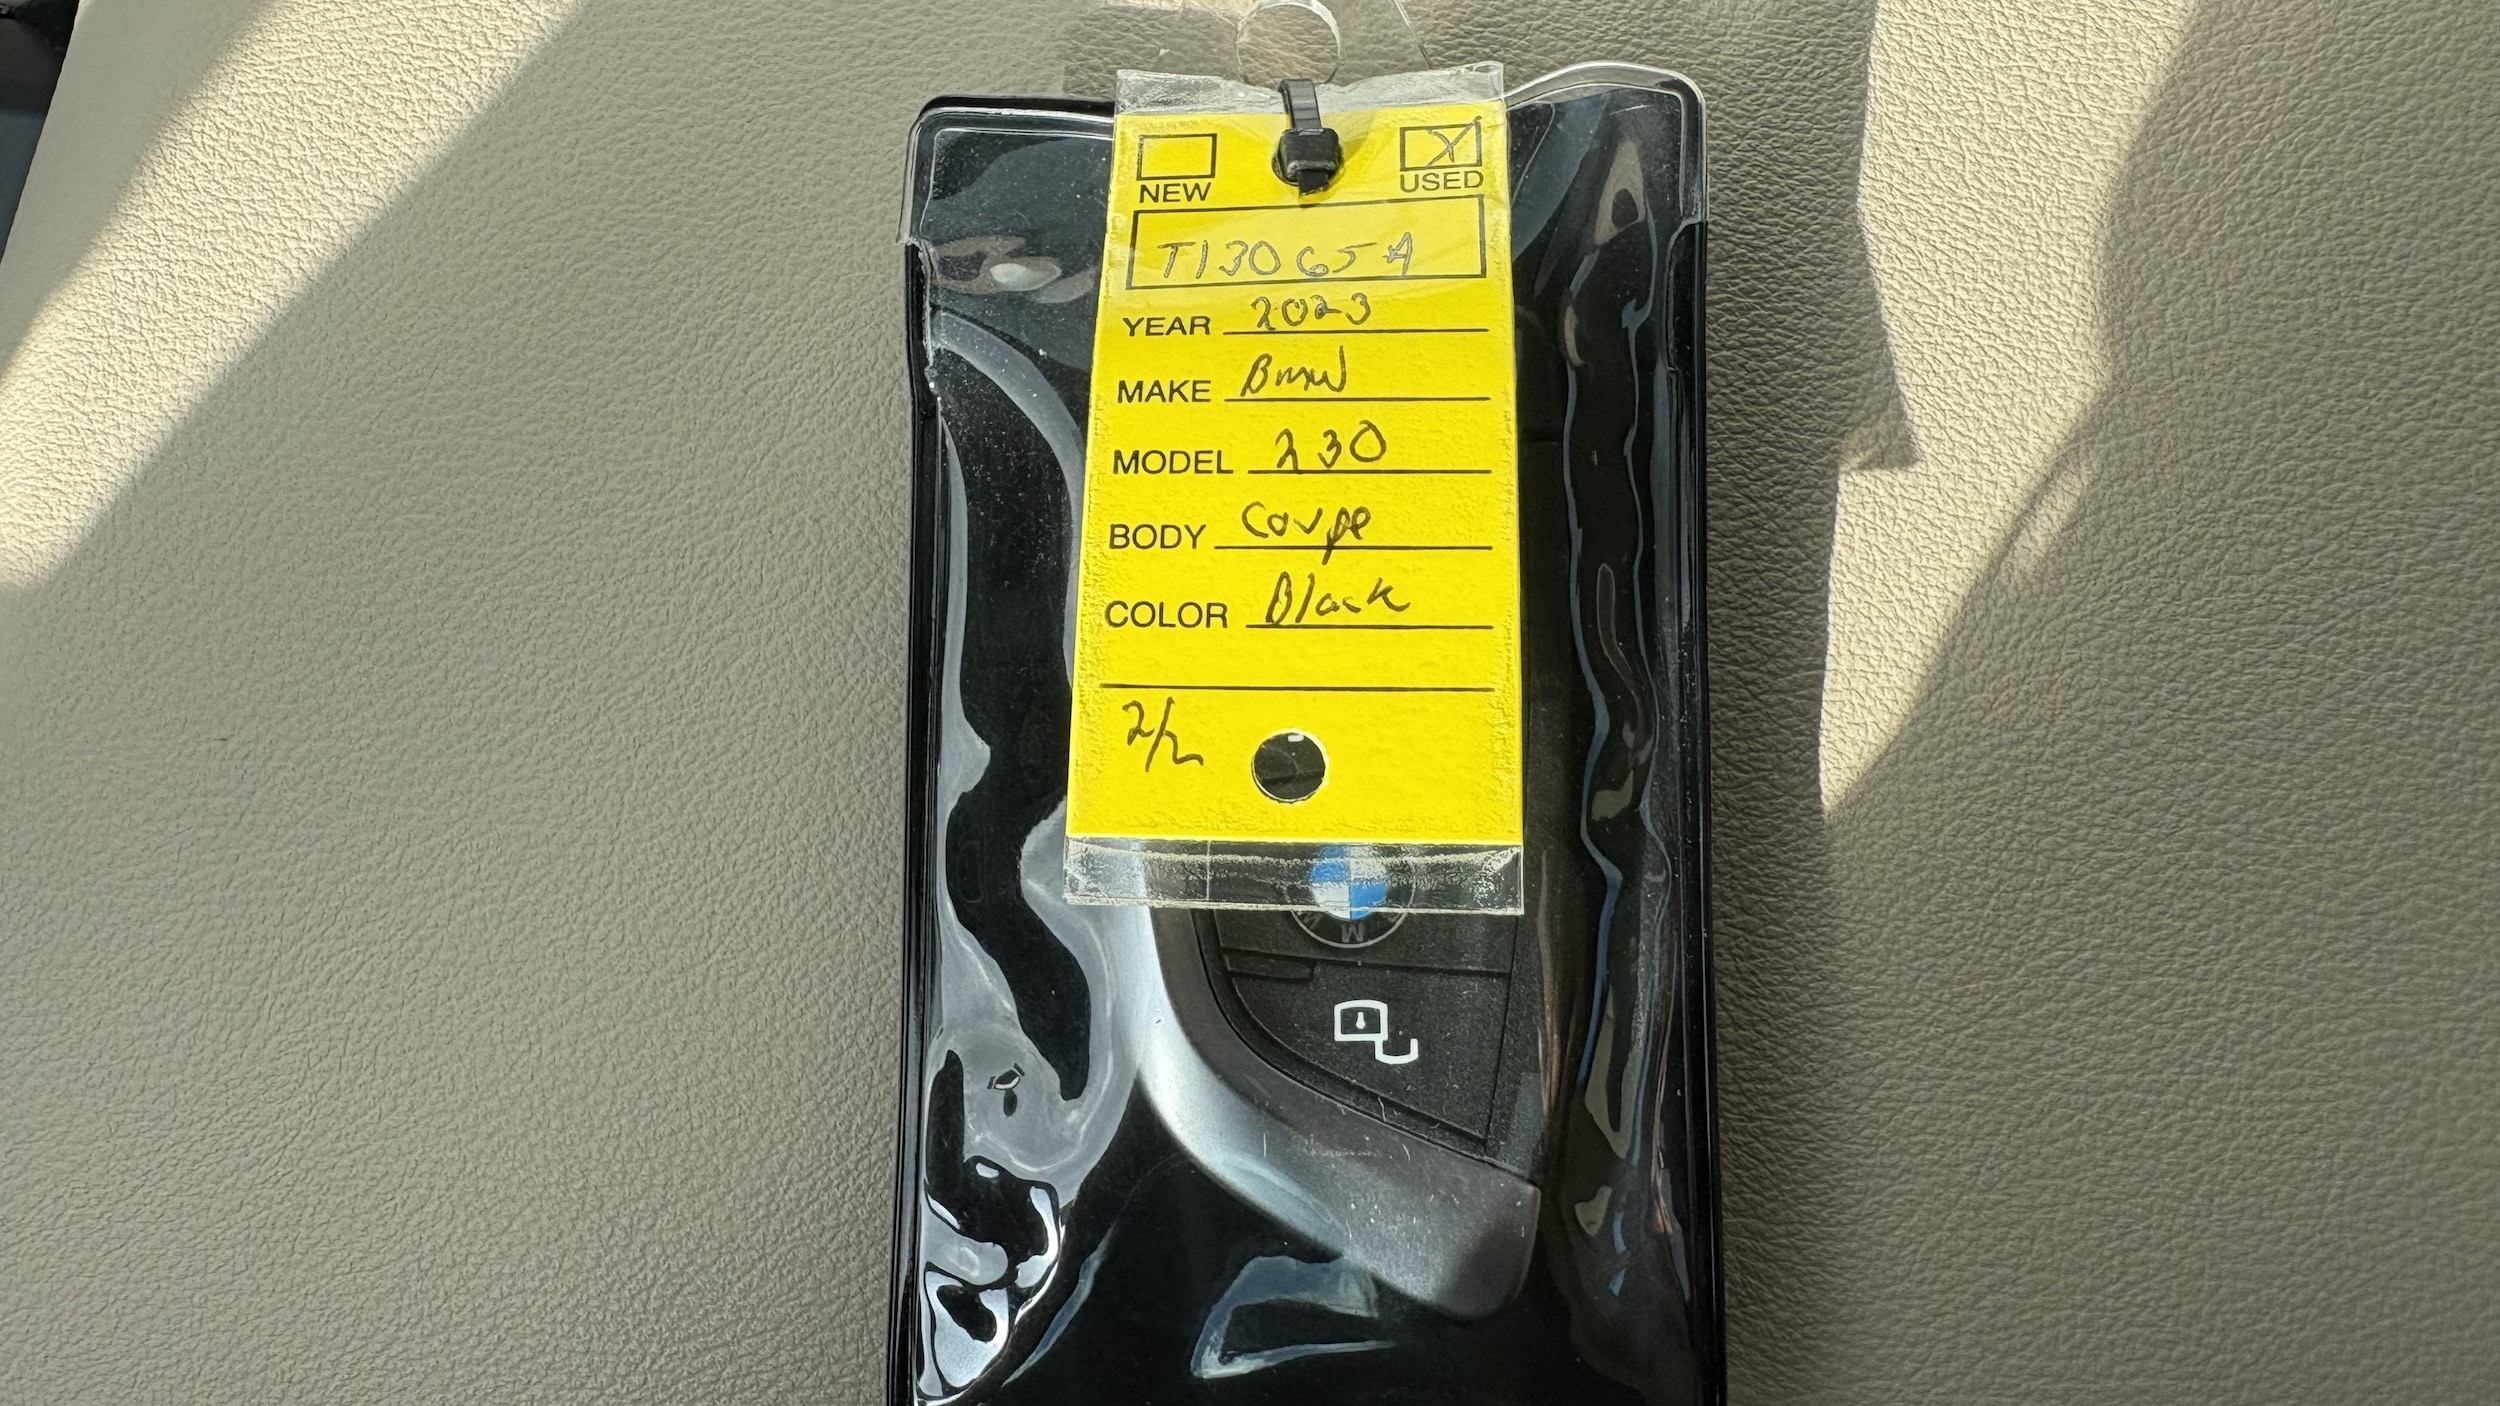 NEW USED
T13065A
YEAR 2023
MAKE Bmw
MODEL 230
BODY Coupe
COLOR Black
2/2
M